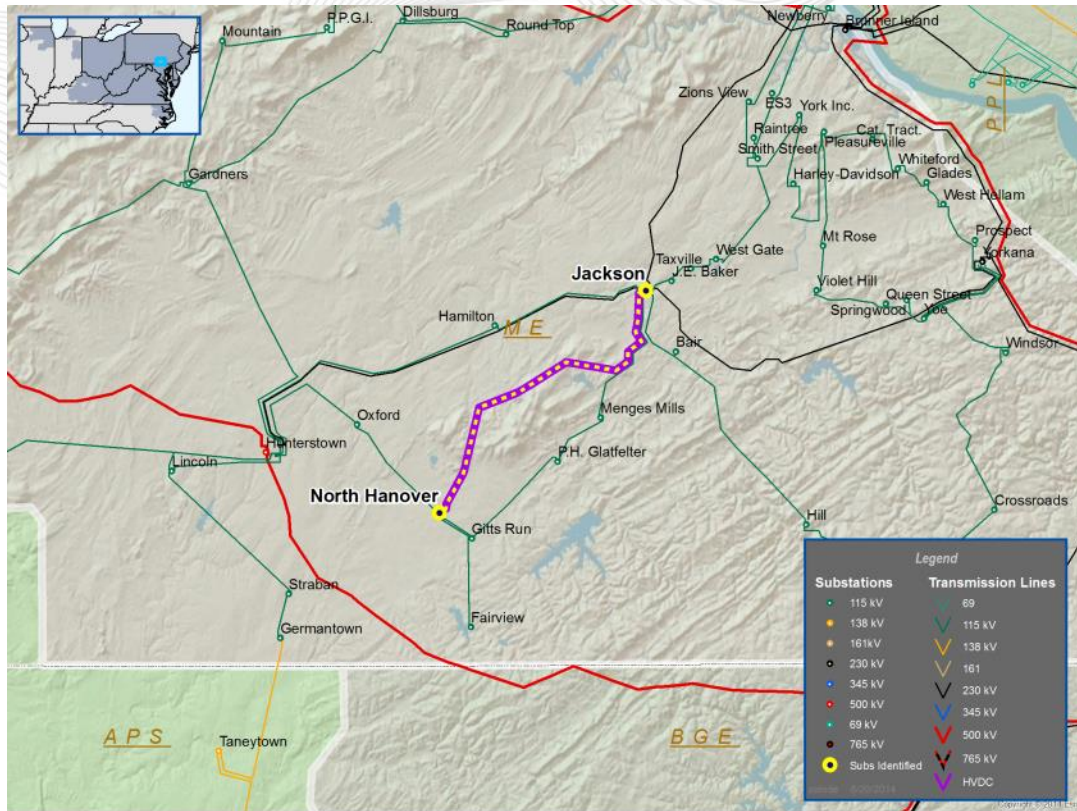 Dillsburg
P.P.G.I.
Round Top
Mountain
Newberry
Brunner Island
Zions View
ES3
York Inc.
PPL
Raintree
Smith Street
Cat. Tract.
Pleasureville
Whiteford
Glades
Harley-Davidson
West Hellam
Gardners
Mt Rose
Prospect
Yorkana
Taxville
West Gate
Jackson
J.E. Baker
Violet Hill
Queen Street
Springwood
Yoe
Hamilton
ME
Bair
Windsor
Oxford
Menges Mills
Hunterstown
Lincoln
P.H. Glatfelter
North Hanover
Crossroads
Gitts Run
Hill
Straban
Fairview
Germantown
APS
BGE
Taneytown
Legend
Substations
115 kV
138 kV
161kV
230 kV
345 kV
500 kV
69 kV
765 kV
Subs Identified
Transmission Lines
69
115 kV
138 kV
161
230 kV
345 kV
500 kV
765 kV
HVDC